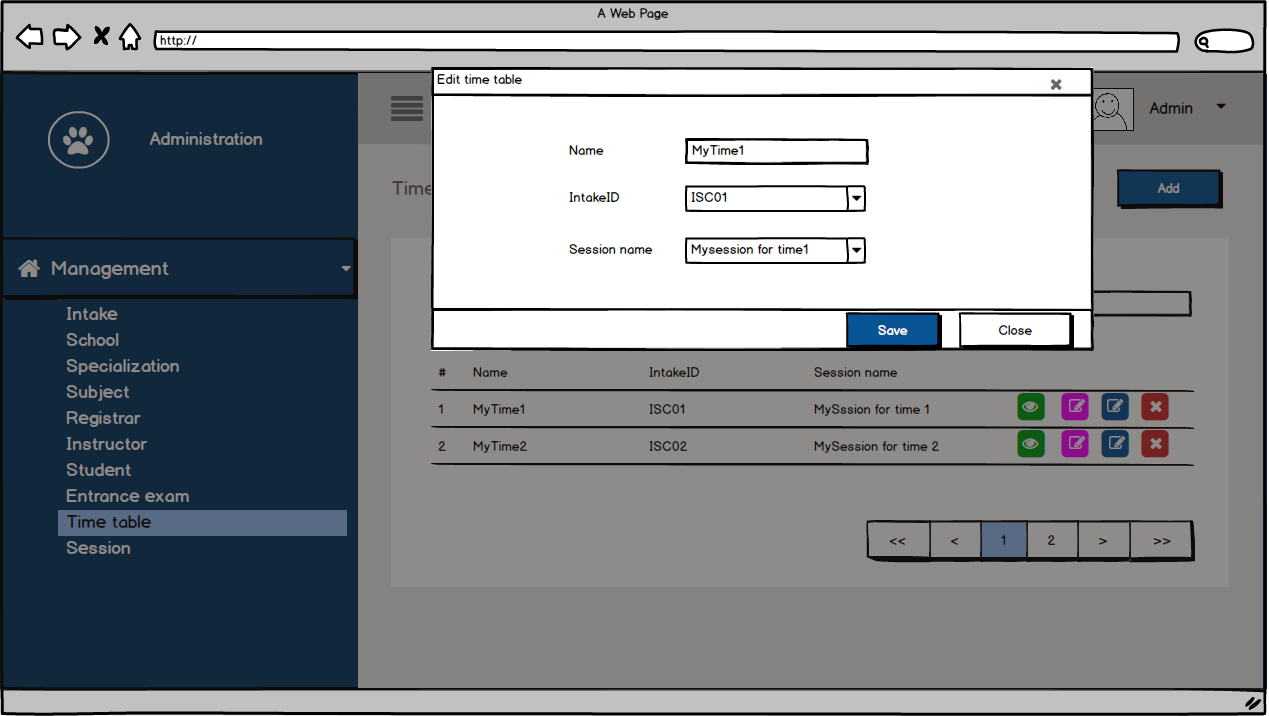 A Web Page
http://
Edit time table
Admin
Administration
Name MyTime1
Time
Add
IntakeID ISC01
Session name Mysession for time1
Management
Save Close
Intake
School
Specialization
Subject
Registrar
Instructor
Student
Entrance exam
Time table
Session
# Name IntakeID Session name
1 MyTime1 ISC01 MySssion for time 1
2 MyTime2 ISC02 MySession for time 2
<< < 1 2 > >>